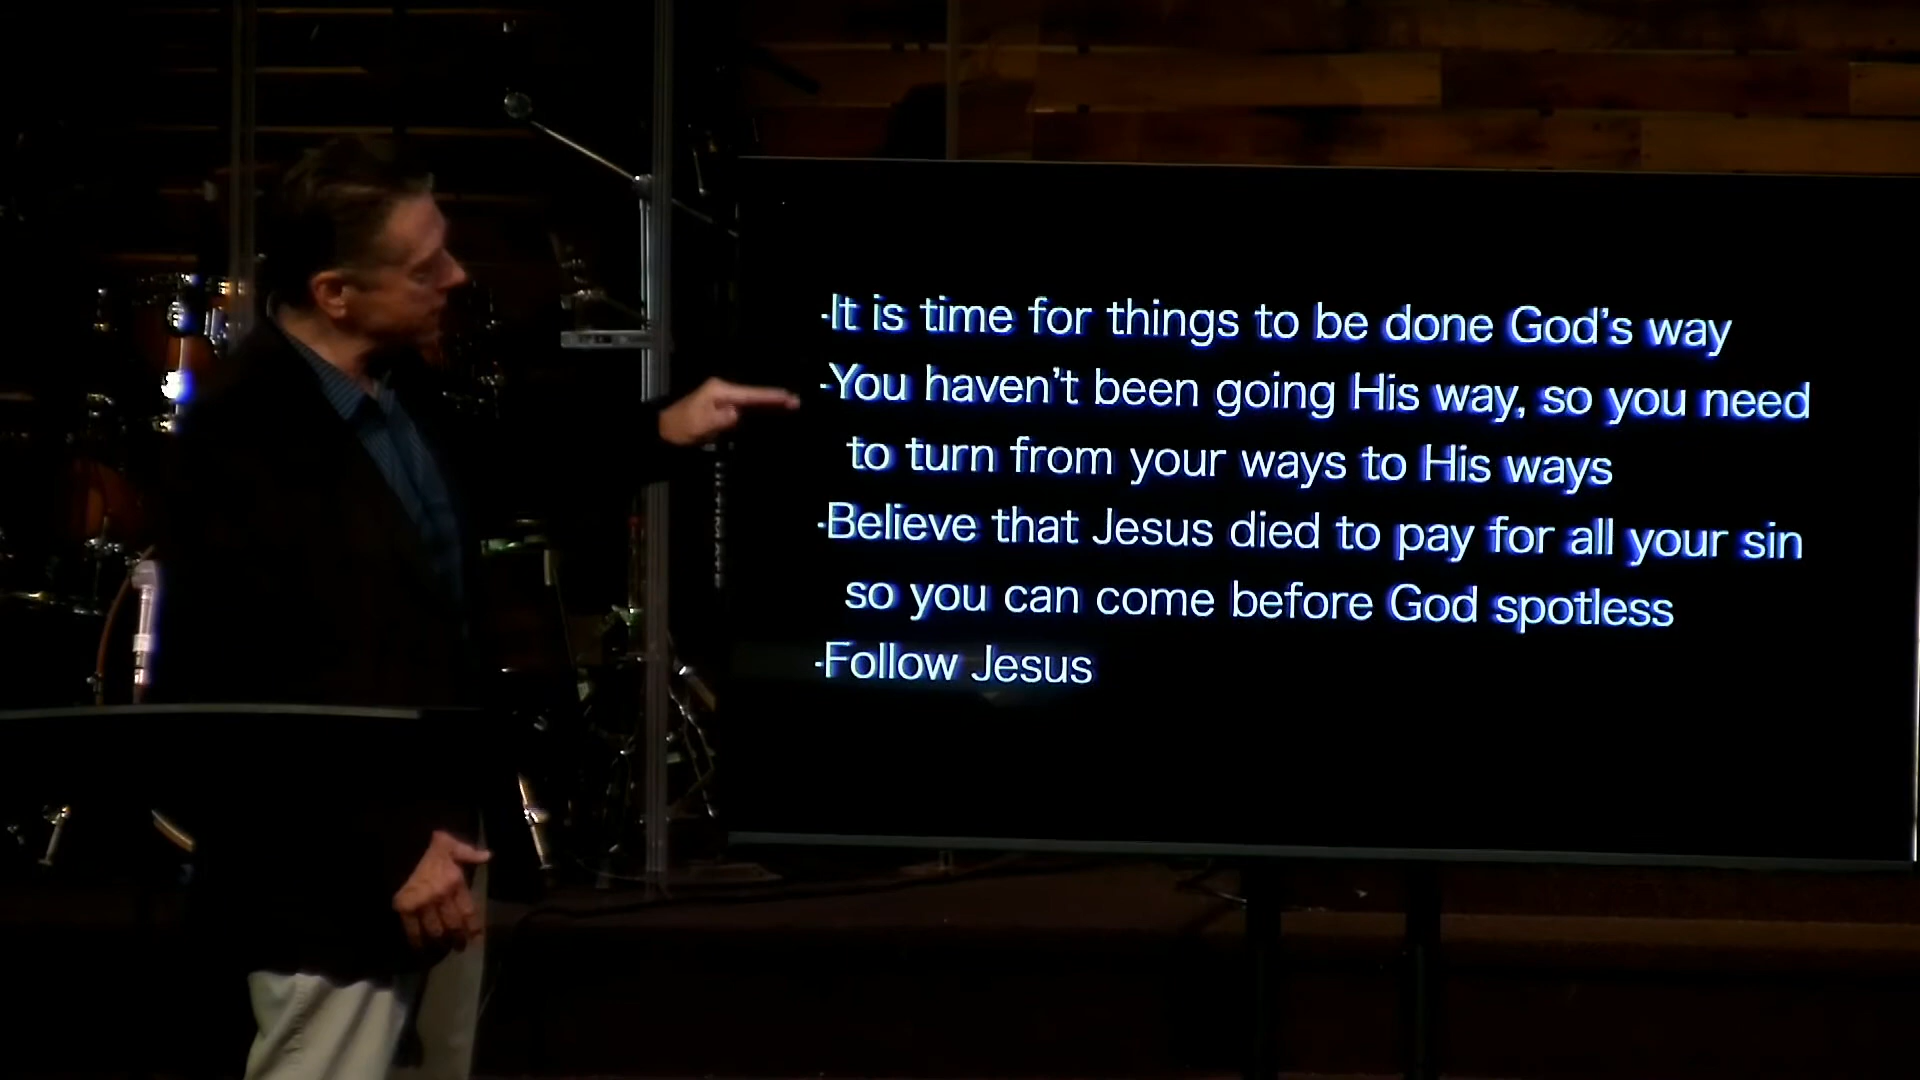 -It is time for things to be done God's way
-You haven't been going His way, so you need
to turn from your ways to His ways
-Believe that Jesus died to pay for all your sin
so you can come before God spotless
-Follow Jesus